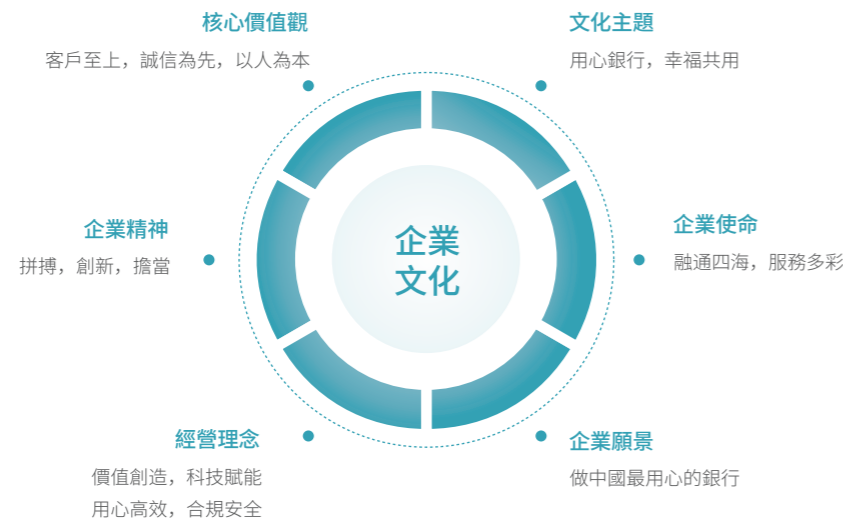 核心價值觀
客戶至上，誠信為先，以人為本
文化主題
用心銀行，幸福共用
企業精神
拼搏，創新，擔當
企業
文化
企業使命
融通四海，服務多彩
經營理念
價值創造，科技賦能
用心高效，合規安全
企業願景
做中國最用心的銀行